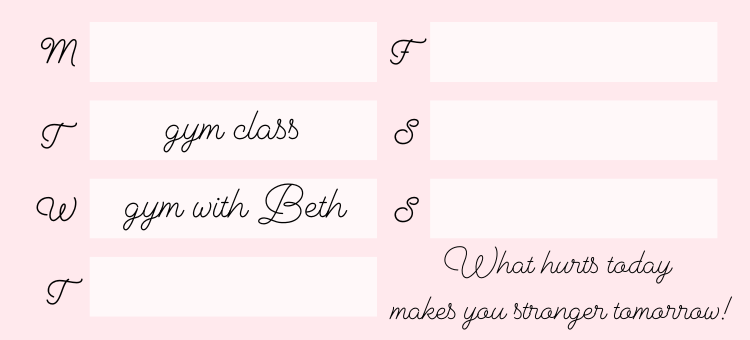 M
T gym class
W gym with Beth
T
F
S
S
What hurts today
makes you stronger tomorrow!